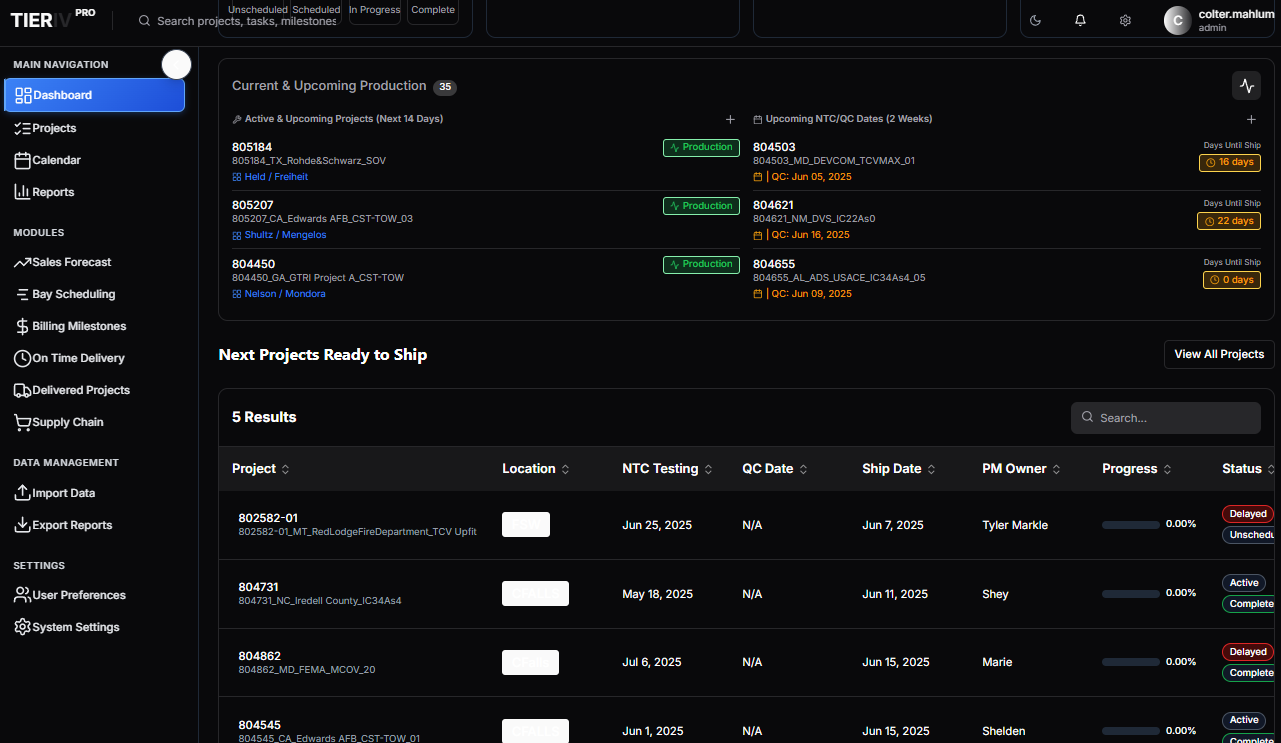 TIERIV PRO
Search projects, tasks, milestones
Unscheduled Scheduled In Progress Complete
C
colter.mahlum
admin
MAIN NAVIGATION
Dashboard
Projects
Calendar
Reports
MODULES
Sales Forecast
Bay Scheduling
Billing Milestones
On Time Delivery
Delivered Projects
Supply Chain
DATA MANAGEMENT
Import Data
Export Reports
SETTINGS
User Preferences
System Settings
Current & Upcoming Production 35
Active & Upcoming Projects (Next 14 Days)
805184
Production
805184_TX_Rohde&Schwarz_SOV
Held / Freiheit
805207
Production
805207_CA_Edwards AFB_CST-TOW_03
Shultz / Mengelos
804450
Production
804450_GA_GTRI Project A_CST-TOW
Nelson / Mondora
Upcoming NTC/QC Dates (2 Weeks)
804503
Days Until Ship
804503_MD_DEVCOM_TCVMAX_01
16 days
| QC: Jun 05, 2025
804621
Days Until Ship
804621_NM_DVS_IC22As0
22 days
| QC: Jun 16, 2025
804655
Days Until Ship
804655_AL_ADS_USACE_IC34As4_05
0 days
| QC: Jun 09, 2025
Next Projects Ready to Ship
View All Projects
5 Results
Search...
Project Location NTC Testing QC Date Ship Date PM Owner Progress Status
802582-01
802582-01_MT_RedLodgeFireDepartment_TCV Upfit
Jun 25, 2025 N/A Jun 7, 2025 Tyler Markle 0.00%
Delayed
Unschedu
804731
804731_NC_Iredell County_IC34As4
May 18, 2025 N/A Jun 11, 2025 Shey 0.00%
Active
Complete
804862
804862_MD_FEMA_MCOV_20
Jul 6, 2025 N/A Jun 15, 2025 Marie 0.00%
Delayed
Complete
804545
804545_CA_Edwards AFB_CST-TOW_01
Jun 1, 2025 N/A Jun 15, 2025 Shelden 0.00%
Active
Complete